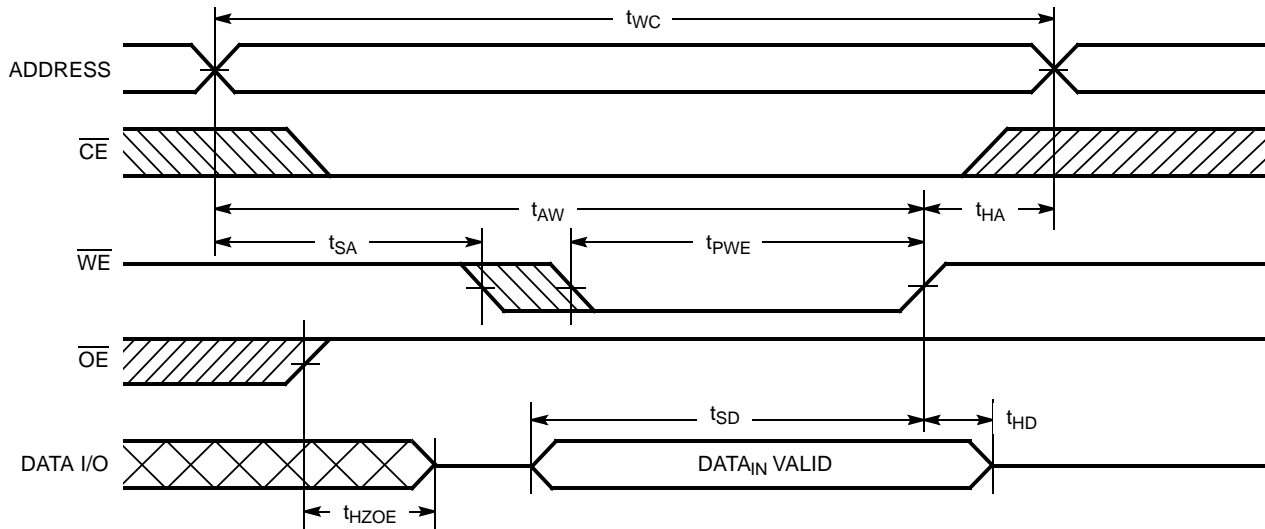 tWC
ADDRESS
CE
tAW
tHA
tSA
tPWE
WE
OE
tSD
tHD
DATA I/O
DATAIN VALID
tHZOE